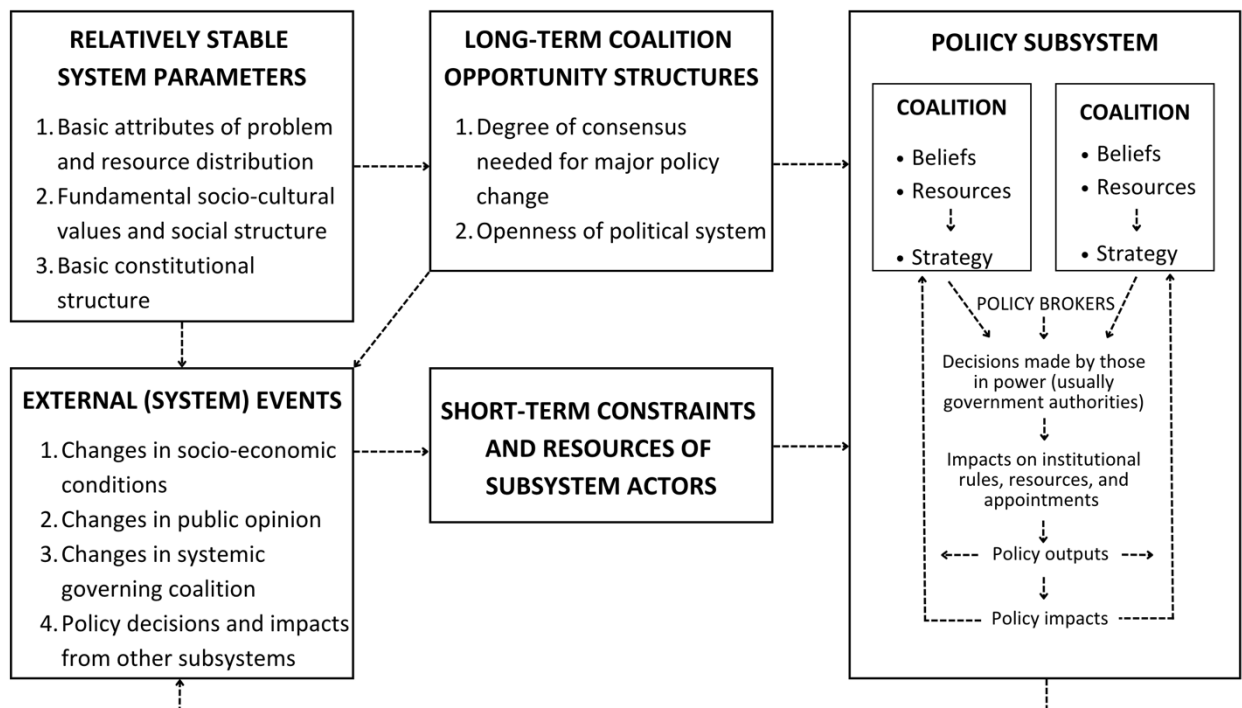 RELATIVELY STABLE
SYSTEM PARAMETERS
1. Basic attributes of problem
and resource distribution
2. Fundamental socio-cultural
values and social structure
3. Basic constitutional
structure
LONG-TERM COALITION
OPPORTUNITY STRUCTURES
1. Degree of consensus
needed for major policy
change
2. Openness of political system
EXTERNAL (SYSTEM) EVENTS
1. Changes in socio-economic
conditions
2. Changes in public opinion
3. Changes in systemic
governing coalition
4. Policy decisions and impacts
from other subsystems
SHORT-TERM CONSTRAINTS
AND RESOURCES OF
SUBSYSTEM ACTORS
POLIICY SUBSYSTEM
COALITION
• Beliefs
• Resources
• Strategy
COALITION
• Beliefs
• Resources
• Strategy
POLICY BROKERS
Decisions made by those
in power (usually
government authorities)
Impacts on institutional
rules, resources, and
appointments
Policy outputs
Policy impacts